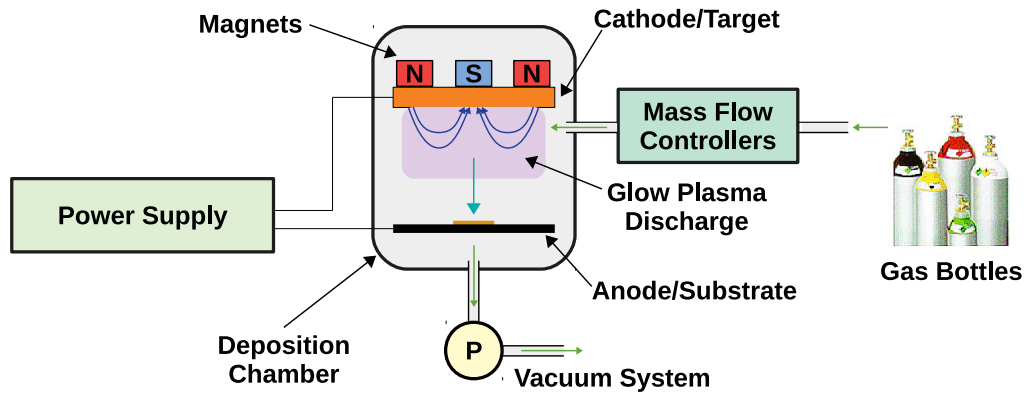 Magnets
Cathode/Target
N S N
Mass Flow
Controllers
Power Supply
Glow Plasma
Discharge
Gas Bottles
Anode/Substrate
Deposition
Chamber
P
Vacuum System